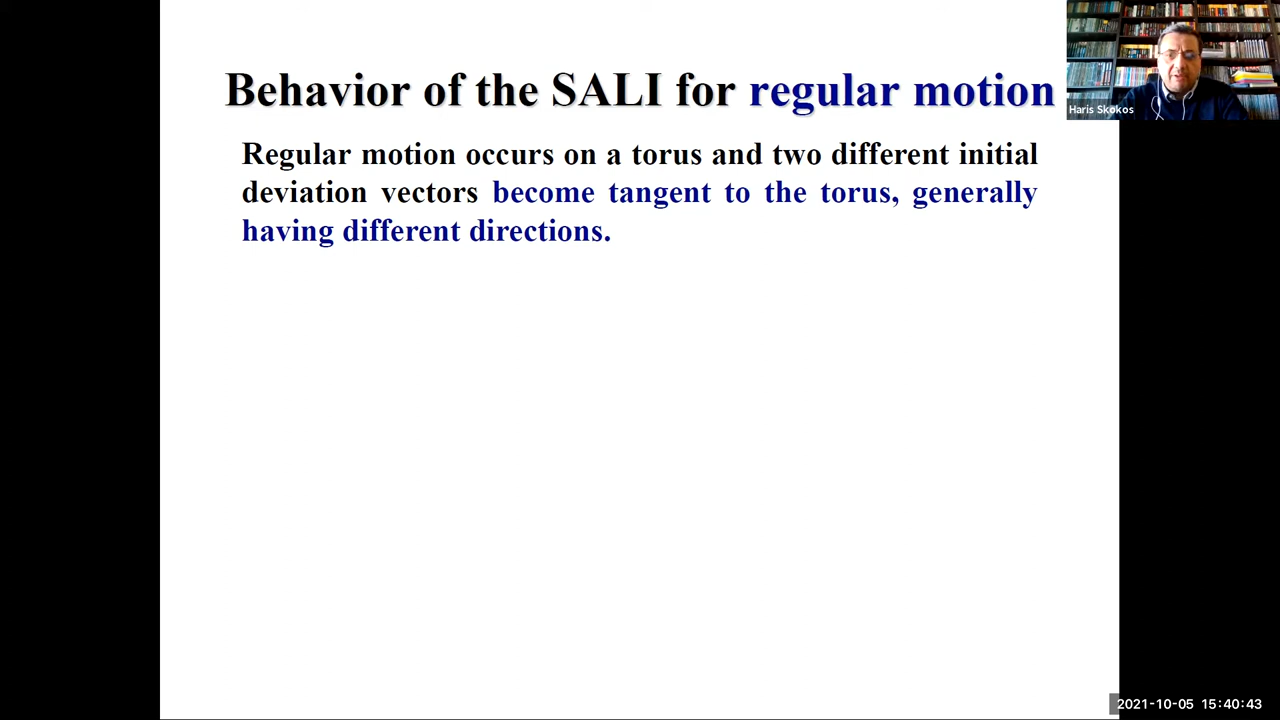 Behavior of the SALI for regular motion
Haris Skokos
Regular motion occurs on a torus and two different initial
deviation vectors become tangent to the torus, generally
having different directions.
2021-10-05 15:40:43